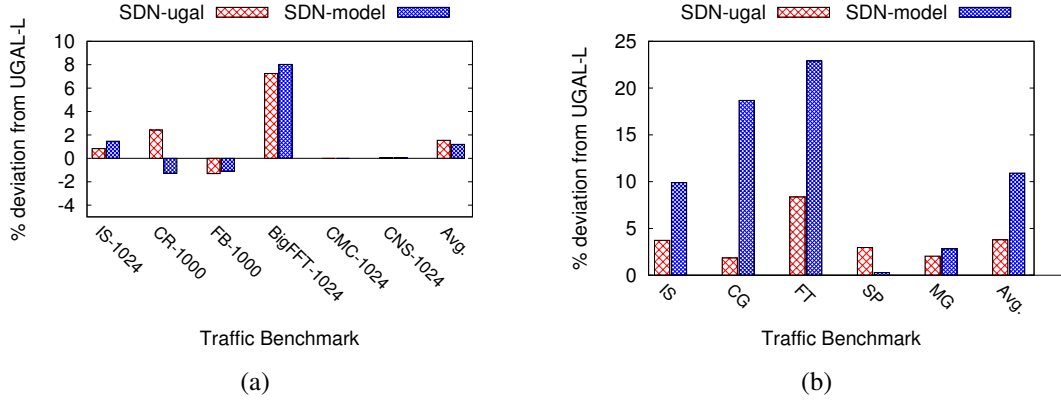 SDN-ugal SDN-model
% deviation from UGAL-L
10
8
6
4
2
0
-2
-4
IS-1024
CR-1000
FB-1000
BigFFT-1024
CMC-1024
CNS-1024
Avg.
Traffic Benchmark
(a)
SDN-ugal SDN-model
% deviation from UGAL-L
25
20
15
10
5
0
IS
CG
FT
SP
MG
Avg.
Traffic Benchmark
(b)